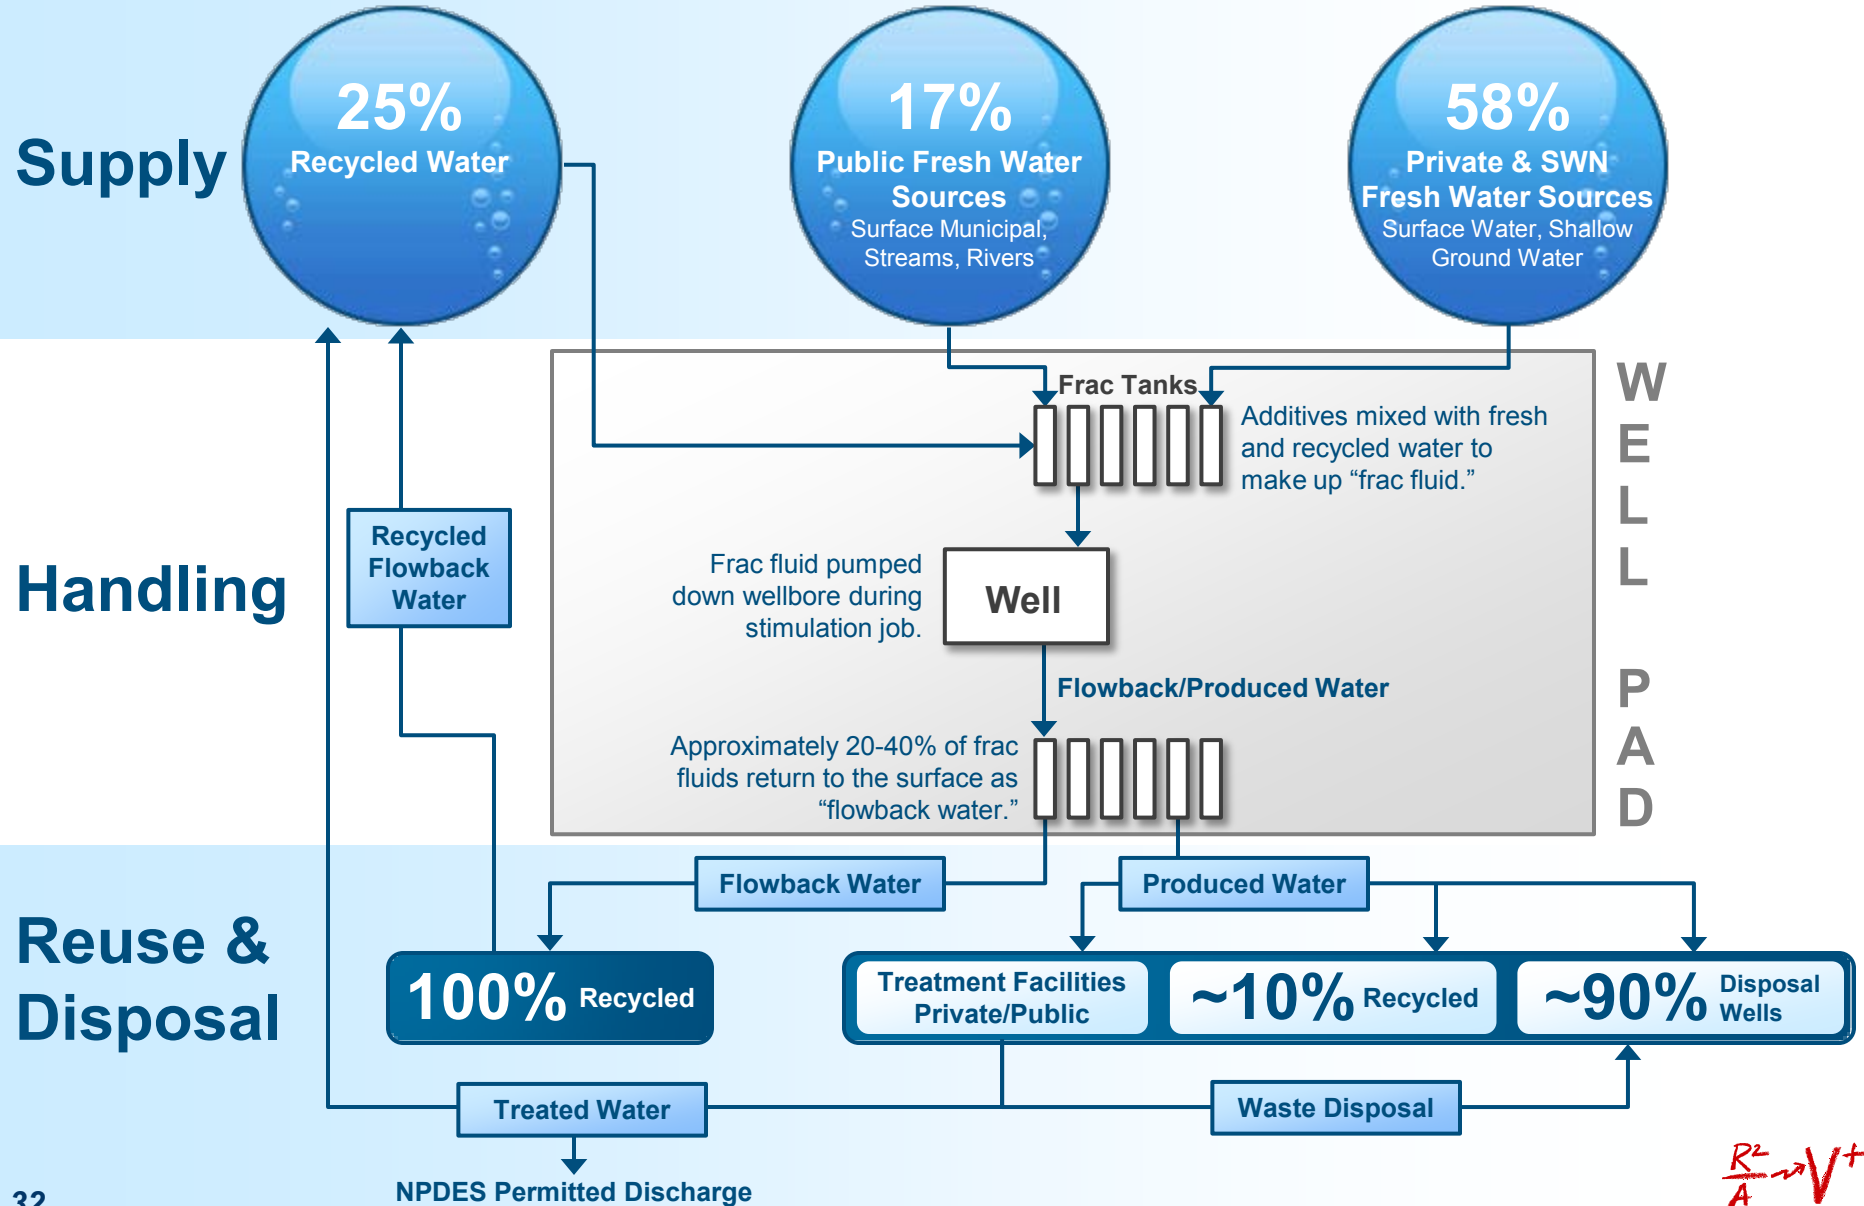 Supply
25%
Recycled Water
17%
Public Fresh Water
Sources
Surface Municipal,
Streams, Rivers
58%
Private & SWN
Fresh Water Sources
Surface Water, Shallow
Ground Water
Handling
Recycled
Flowback
Water
Frac Tanks
Additives mixed with fresh
and recycled water to
make up “frac fluid.”
Frac fluid pumped
down wellbore during
stimulation job.
Well
Flowback/Produced Water
Approximately 20-40% of frac
fluids return to the surface as
“flowback water.”
W
E
L
L
P
A
D
Reuse &
Disposal
Flowback Water
Produced Water
100% Recycled
Treatment Facilities
Private/Public
~10% Recycled
~90% Disposal
Wells
Treated Water
Waste Disposal
NPDES Permitted Discharge
32
R²
A
V+